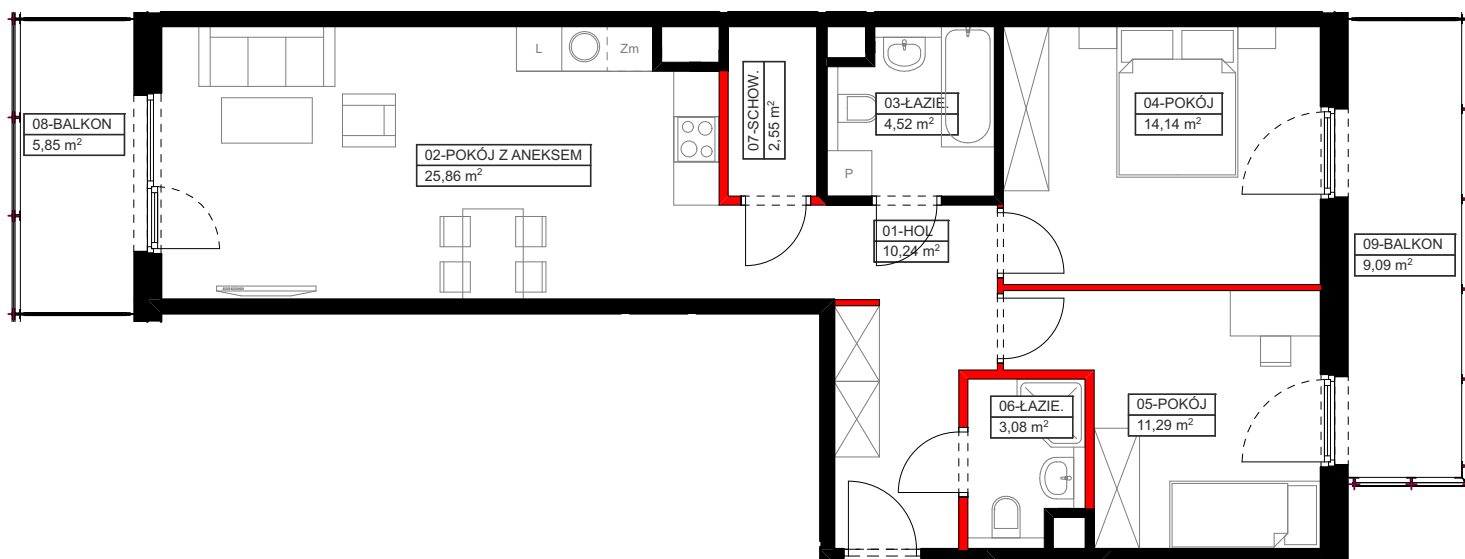 L
Zm
08-BALKON
5,85 m²
02-POKÓJ Z ANEKSEM
25,86 m²
07-SCHOW.
2,55 m²
03-ŁAZIE.
4,52 m²
P
04-POKÓJ
14,14 m²
01-HOL
10,24 m²
09-BALKON
9,09 m²
06-ŁAZIE.
3,08 m²
05-POKÓJ
11,29 m²